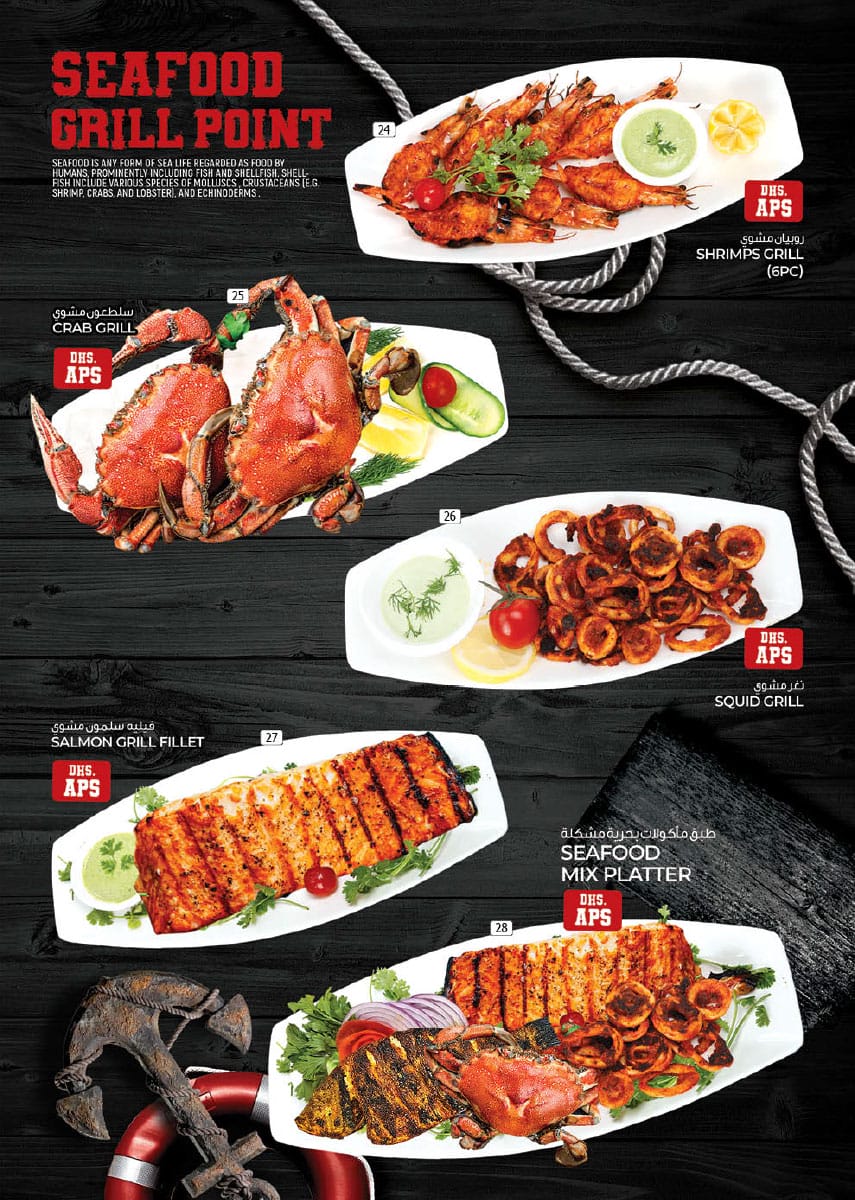 SEAFOOD
GRILL POINT
SEAFOOD IS ANY FORM OF SEA LIFE REGARDED AS FOOD BY
HUMANS, PROMINENTLY INCLUDING FISH AND SHELLFISH, SHELL-
FISH INCLUDE VARIOUS SPECIES OF MOLLUSCS , CRUSTACEANS (E.G.
SHRIMP, CRABS, AND LOBSTER), AND ECHINODERMS .
24
DHS.
APS
روبيان مشوي
SHRIMPS GRILL
(6PC)
25
سلطعون مشوي
CRAB GRILL
DHS.
APS
26
DHS.
APS
نغر مشوي
SQUID GRILL
فيليه سلمون مشوي
SALMON GRILL FILLET
27
DHS.
APS
طبق مأكولات بحرية مشكلة
SEAFOOD
MIX PLATTER
DHS.
APS
28